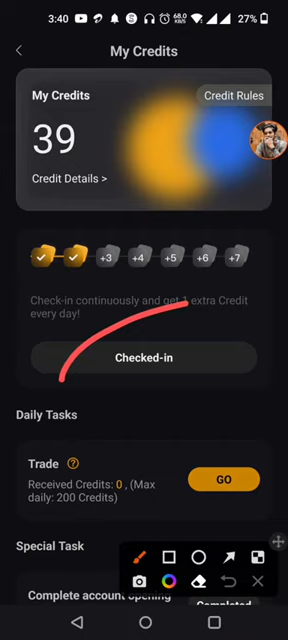 3:40
68.0
KB/S
27%
My Credits
My Credits
Credit Rules
39
Credit Details >
+3 +4 +5 +6 +7
Check-in continuously and get 1 extra Credit
every day!
Checked-in
Daily Tasks
Trade ?
Received Credits: 0 , (Max
daily: 200 Credits)
GO
Special Task
Complete account opening
Completed